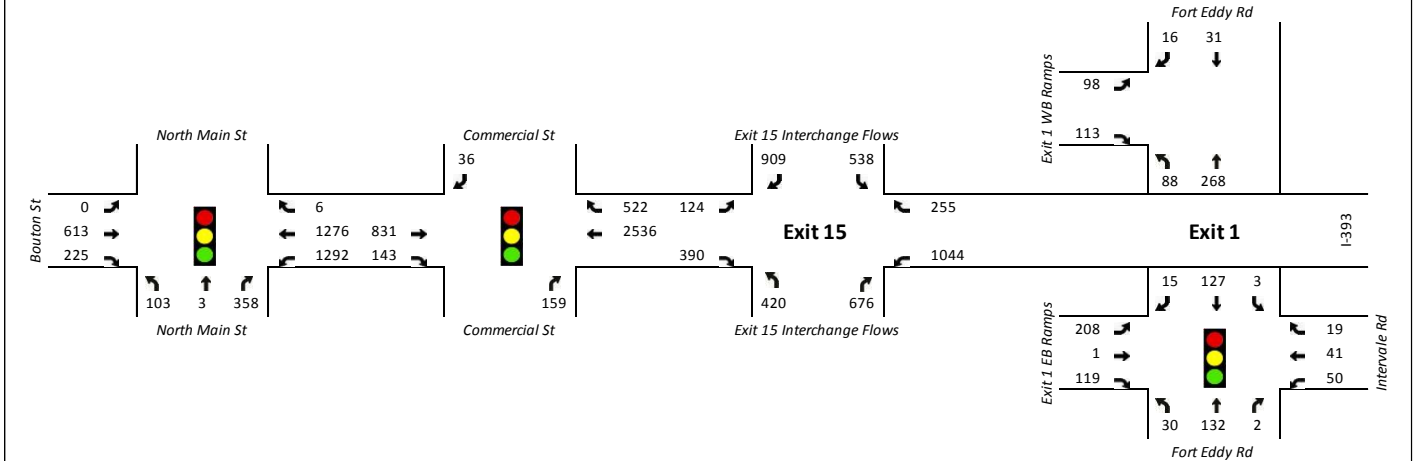 Fort Eddy Rd
16 31
Exit 1 WB Ramps
98
113
88 268
North Main St
Commercial St
Exit 15 Interchange Flows
36
909 538
Bouton St
0
6
522 124
255
613
1276 831
2536
Exit 15
Exit 1
I-393
225
1292 143
390
1044
103 3 358
159
420 676
15 127 3
North Main St
Commercial St
Exit 15 Interchange Flows
Exit 1 EB Ramps
208
19
1
41
Intervale Rd
119
50
30 132 2
Fort Eddy Rd